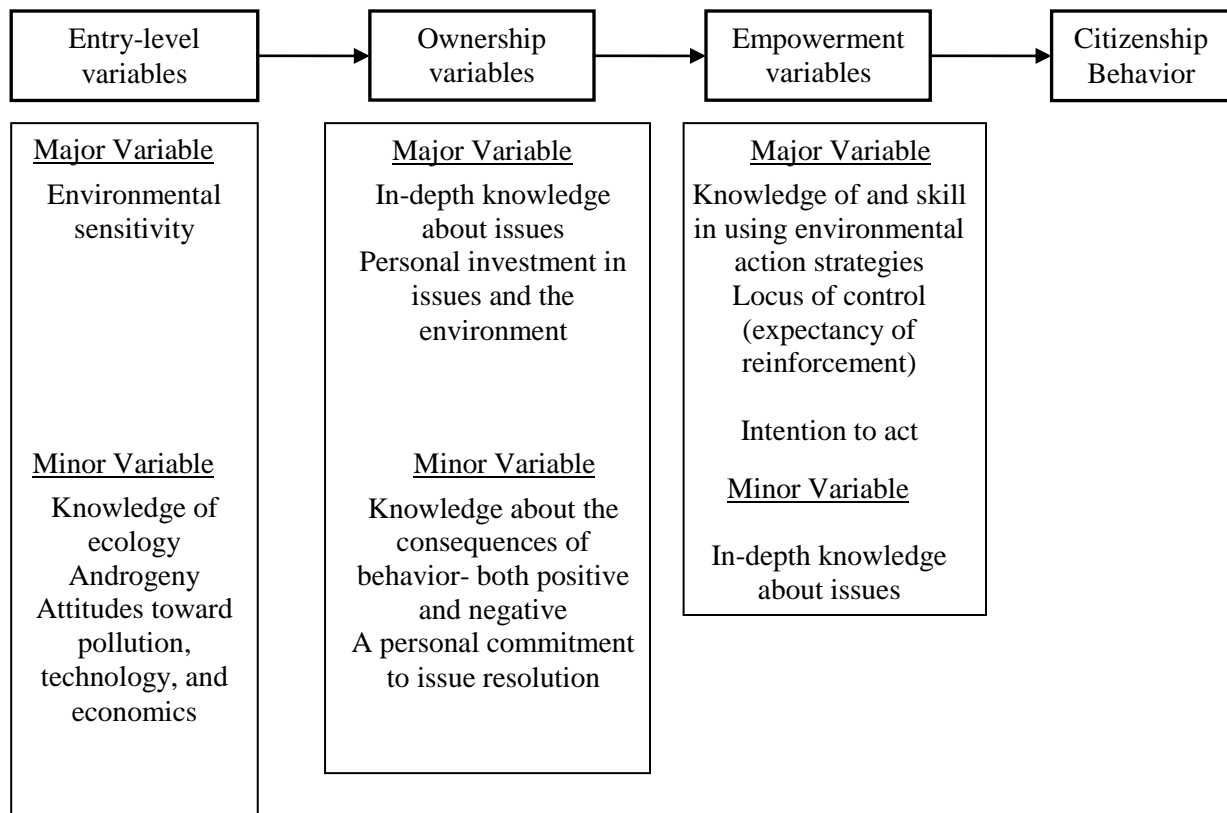 Entry-level
variables
Ownership
variables
Empowerment
variables
Citizenship
Behavior
Major Variable
Environmental
sensitivity
Minor Variable
Knowledge of
ecology
Androgeny
Attitudes toward
pollution,
technology, and
economics
Major Variable
In-depth knowledge
about issues
Personal investment in
issues and the
environment
Minor Variable
Knowledge about the
consequences of
behavior- both positive
and negative
A personal commitment
to issue resolution
Major Variable
Knowledge of and skill
in using environmental
action strategies
Locus of control
(expectancy of
reinforcement)
Intention to act
Minor Variable
In-depth knowledge
about issues